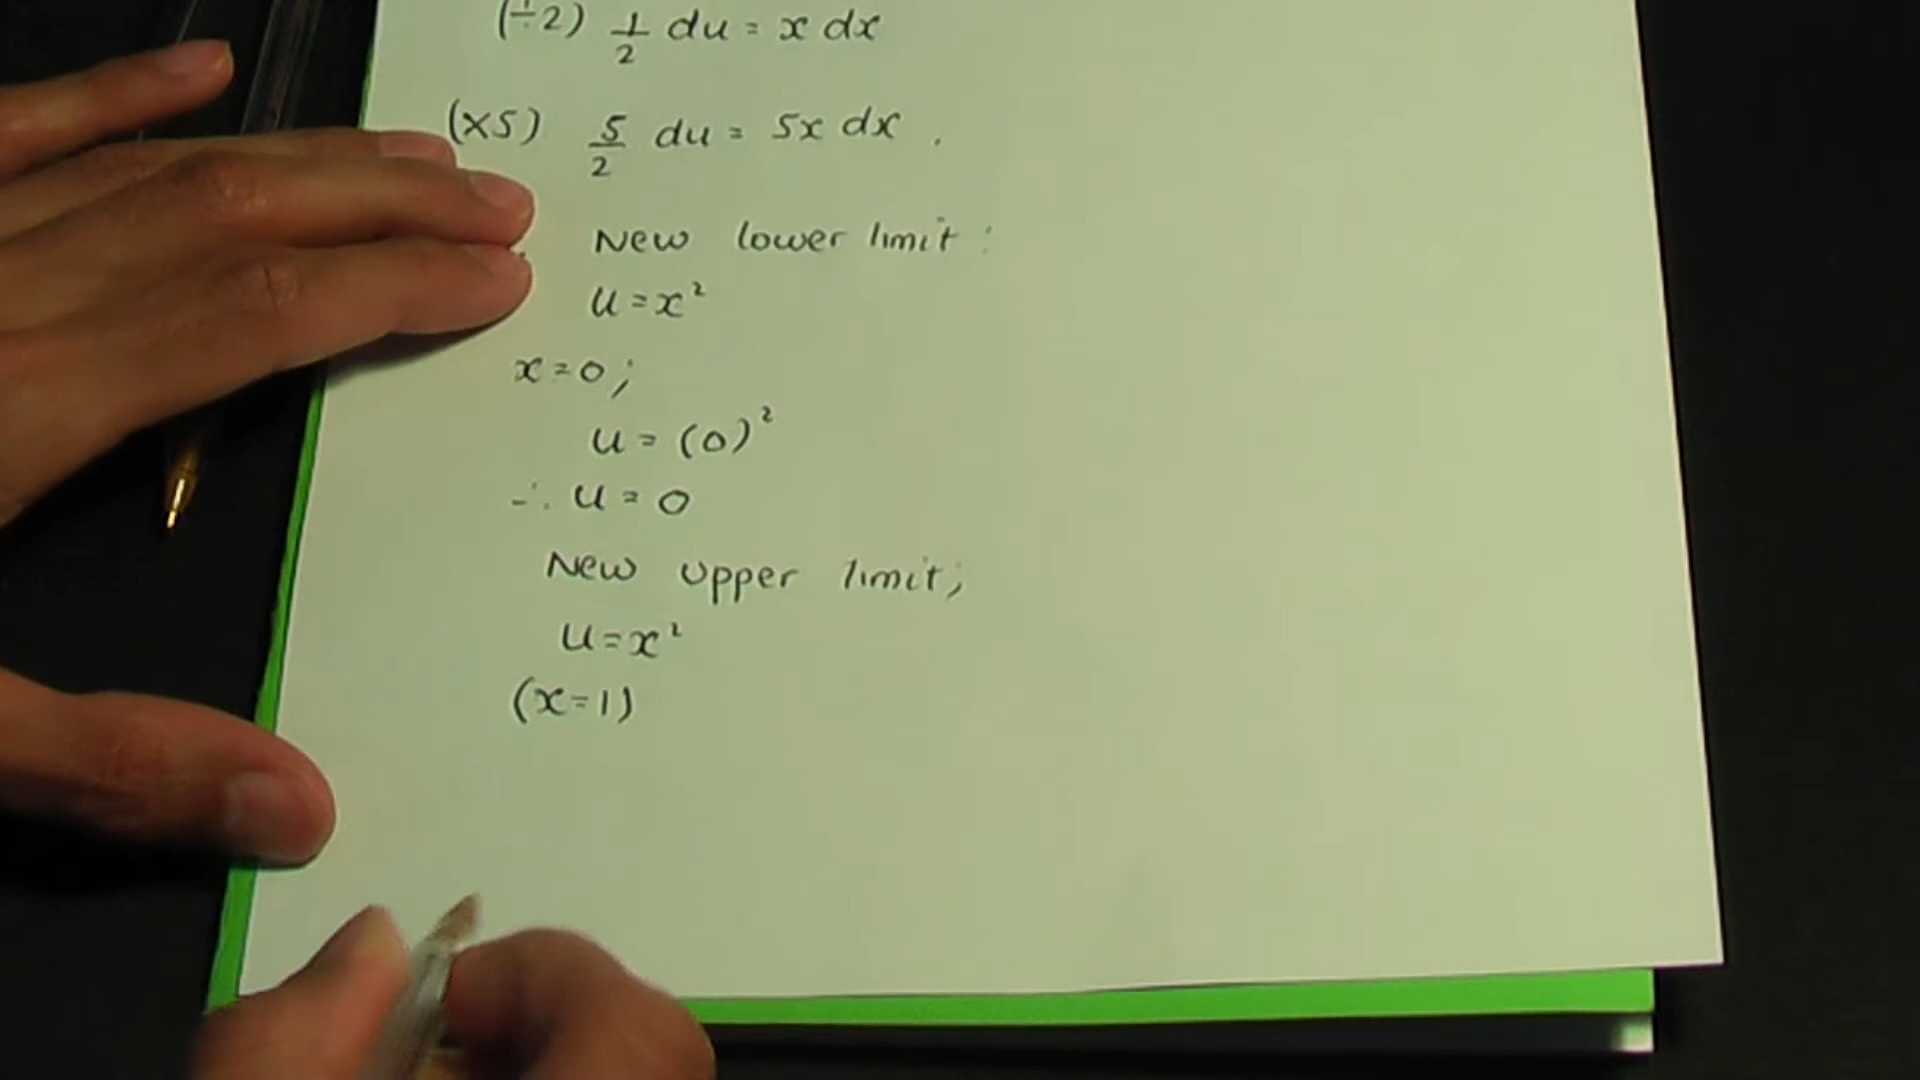 (÷2) 1/2 du = x dx
(×5) 5/2 du = 5x dx.
New lower limit:
u = x²
x = 0;
u = (0)²
∴ u = 0
New upper limit;
u = x²
(x=1)